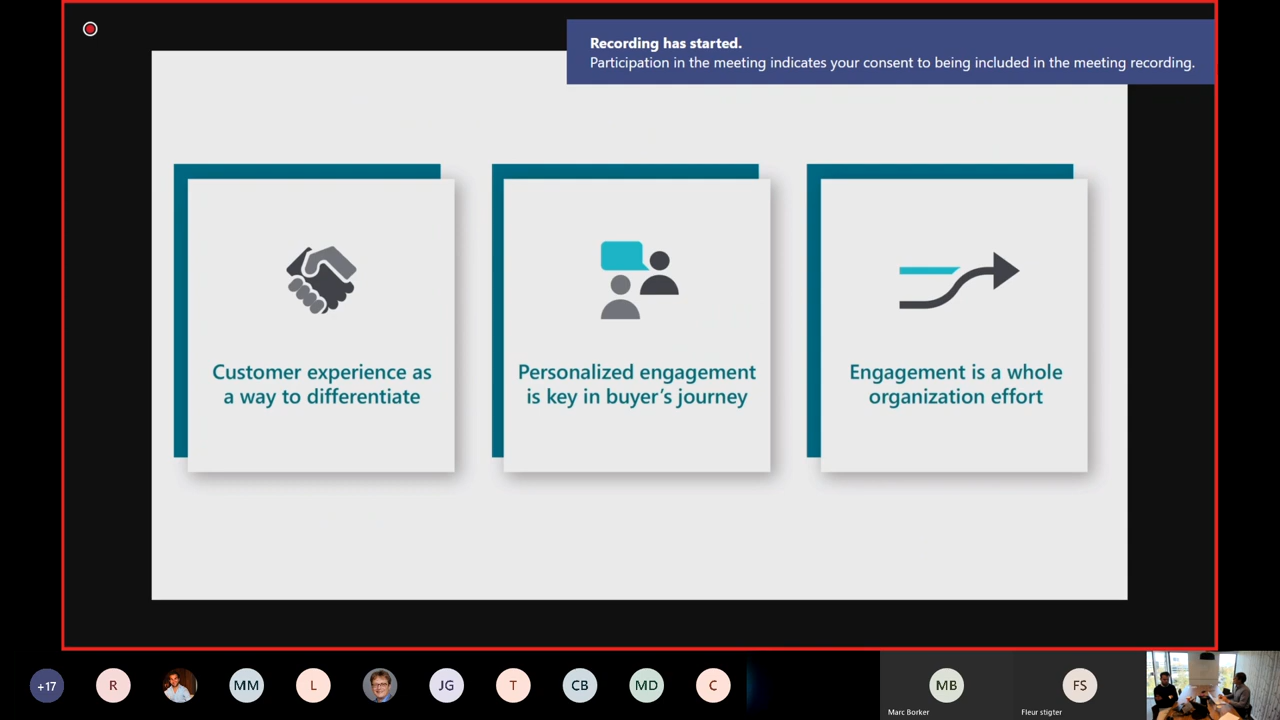 Recording has started.
Participation in the meeting indicates your consent to being included in the meeting recording.
Customer experience as
a way to differentiate
Personalized engagement
is key in buyer's journey
Engagement is a whole
organization effort
+17
R
MM
L
JG
T
CB
MD
C
MB
Marc Borker
FS
Fleur stigter